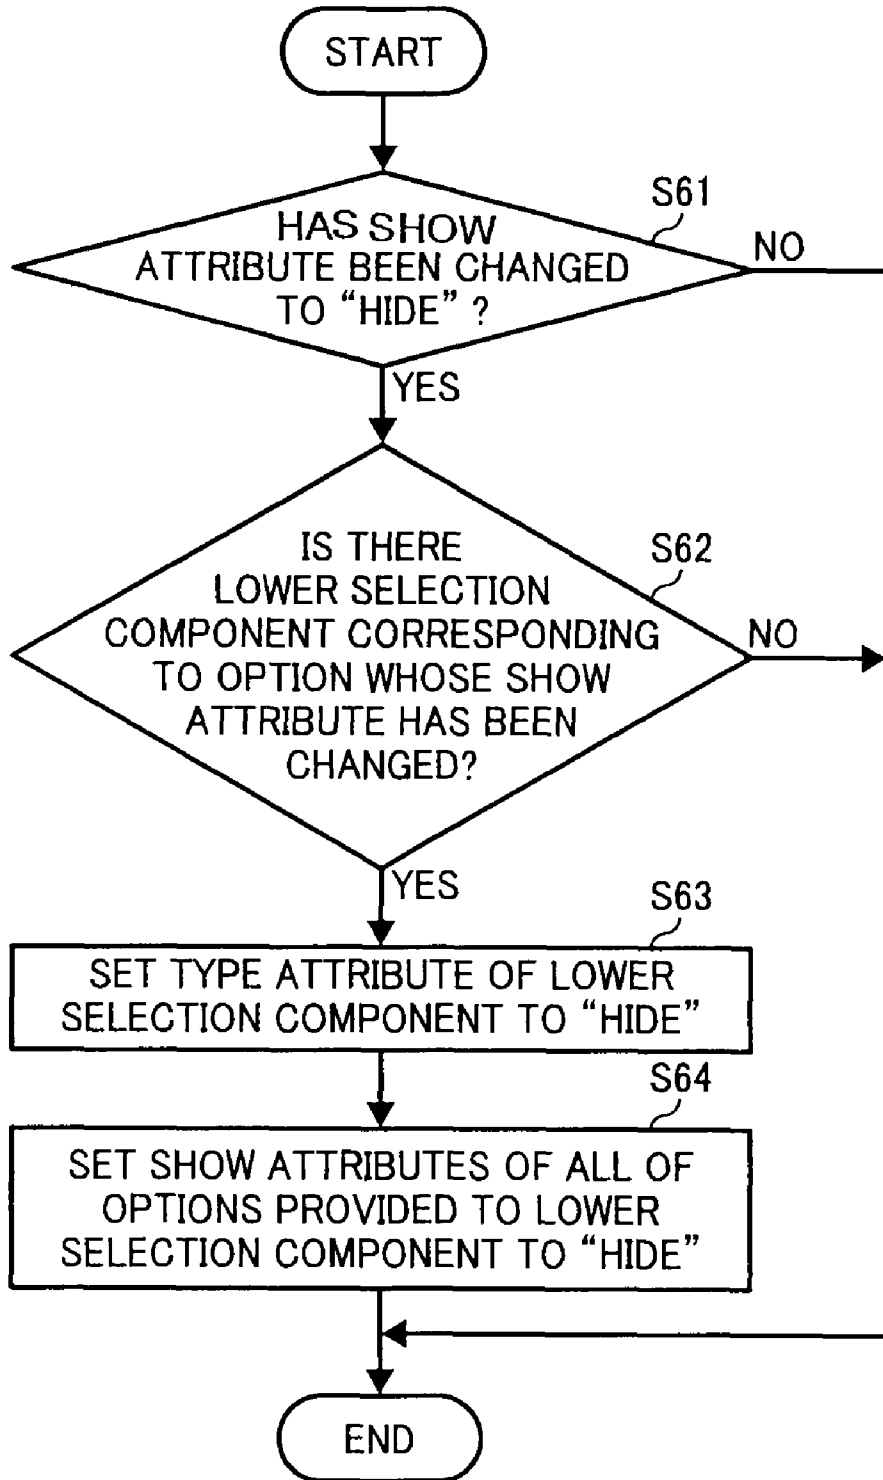 START
S61
HAS SHOW
ATTRIBUTE BEEN CHANGED
TO “HIDE” ?
NO
YES
S62
IS THERE
LOWER SELECTION
COMPONENT CORRESPONDING
TO OPTION WHOSE SHOW
ATTRIBUTE HAS BEEN
CHANGED?
NO
YES
S63
SET TYPE ATTRIBUTE OF LOWER
SELECTION COMPONENT TO “HIDE”
S64
SET SHOW ATTRIBUTES OF ALL OF
OPTIONS PROVIDED TO LOWER
SELECTION COMPONENT TO “HIDE”
END